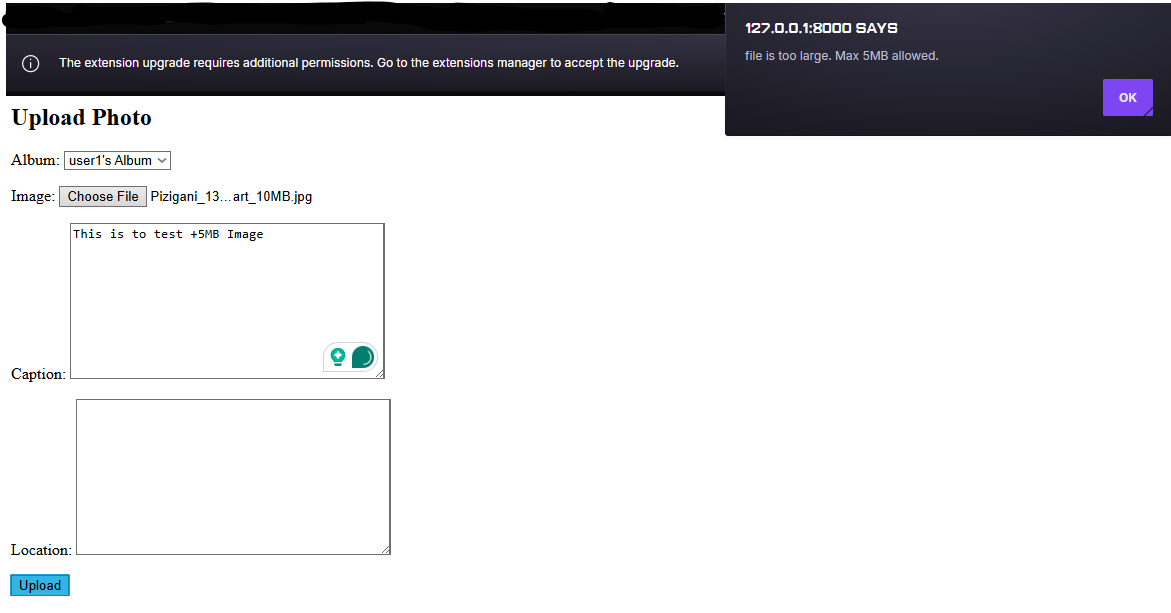 127.0.0.1:8000 SAYS
file is too large. Max 5MB allowed.
OK
The extension upgrade requires additional permissions. Go to the extensions manager to accept the upgrade.
Upload Photo
Album: user1's Album
Image: Choose File Pizigani_13...art_10MB.jpg
This is to test +5MB Image
Caption:
Location:
Upload